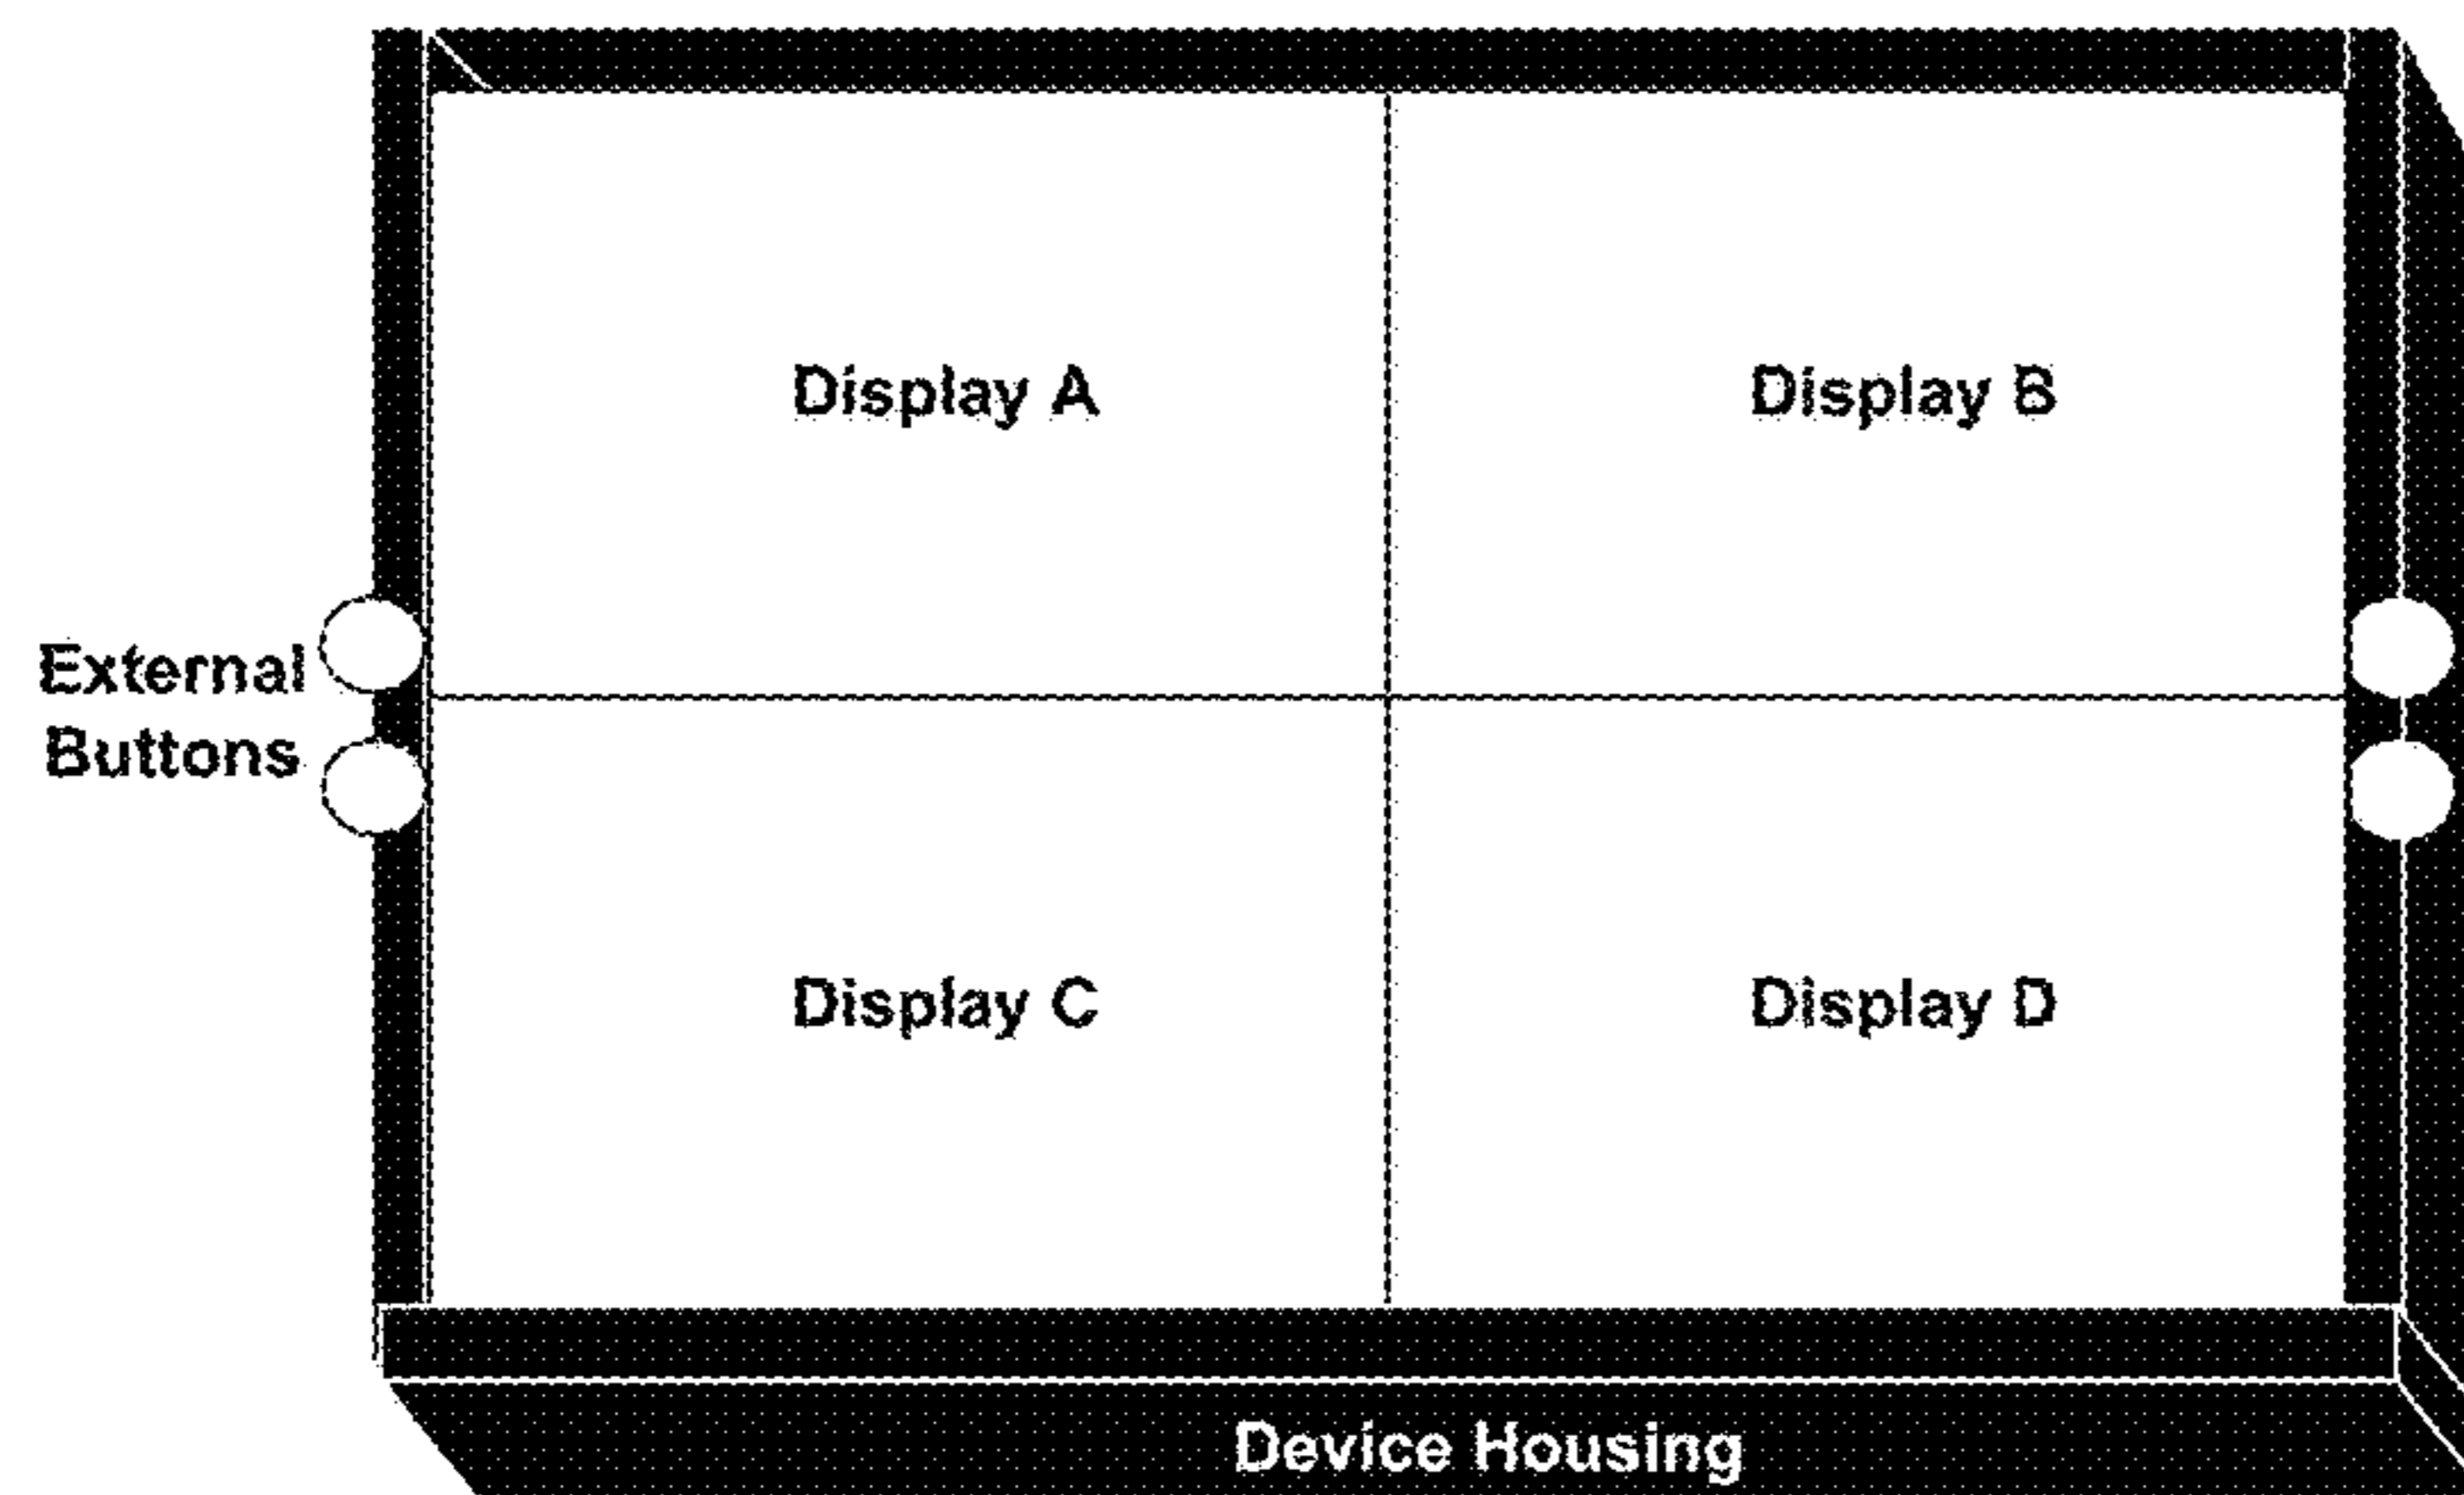 Display A
Display B
External
Buttons
Display C
Display D
Device Housing